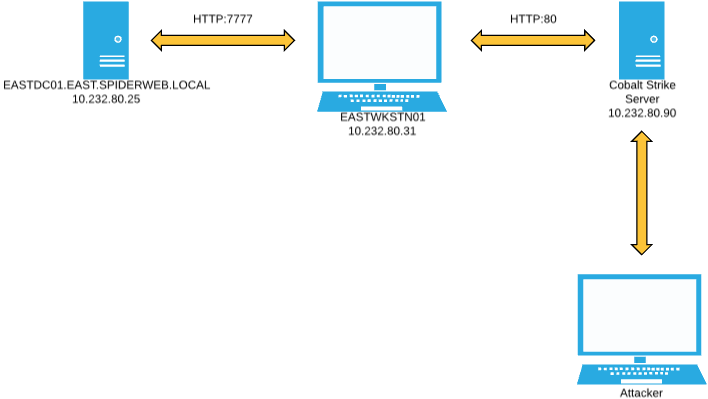 HTTP:7777
HTTP:80
EASTDC01.EAST.SPIDERWEB.LOCAL
10.232.80.25
EASTWKSTN01
10.232.80.31
Cobalt Strike
Server
10.232.80.90
Attacker